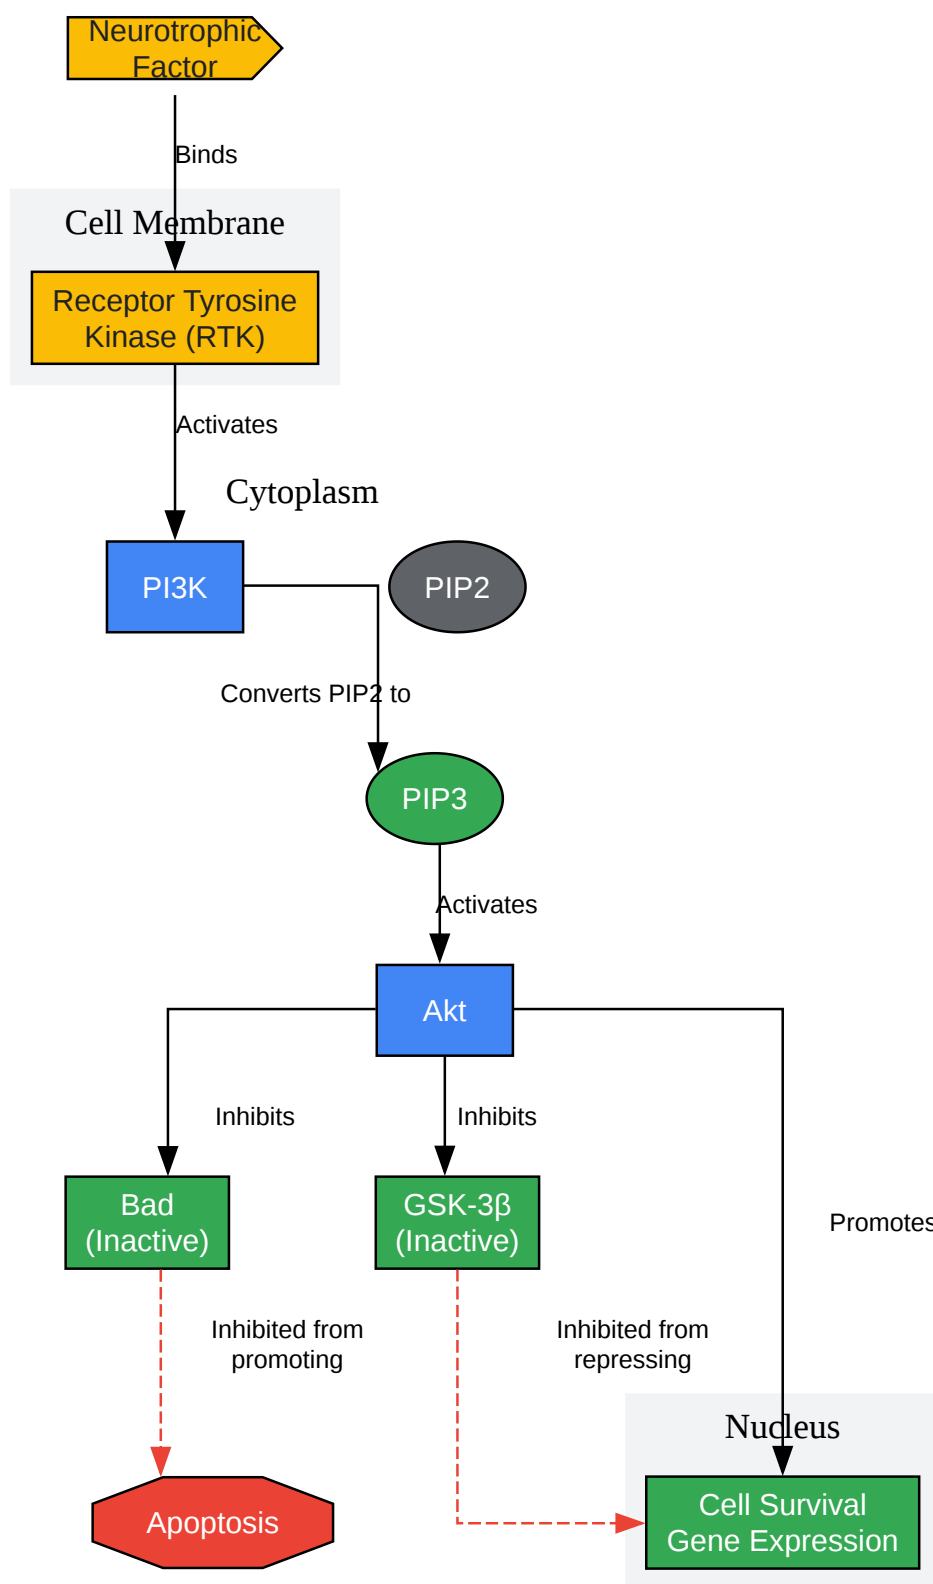 Neurotrophic
Factor
Binds
Cell Membrane
Receptor Tyrosine
Kinase (RTK)
Activates
Cytoplasm
PI3K
PIP2
Converts PIP2 to
PIP3
Activates
Akt
Inhibits
Inhibits
Bad
(Inactive)
GSK-3β
(Inactive)
Promotes
Inhibited from
promoting
Inhibited from
repressing
Nucleus
Apoptosis
Cell Survival
Gene Expression